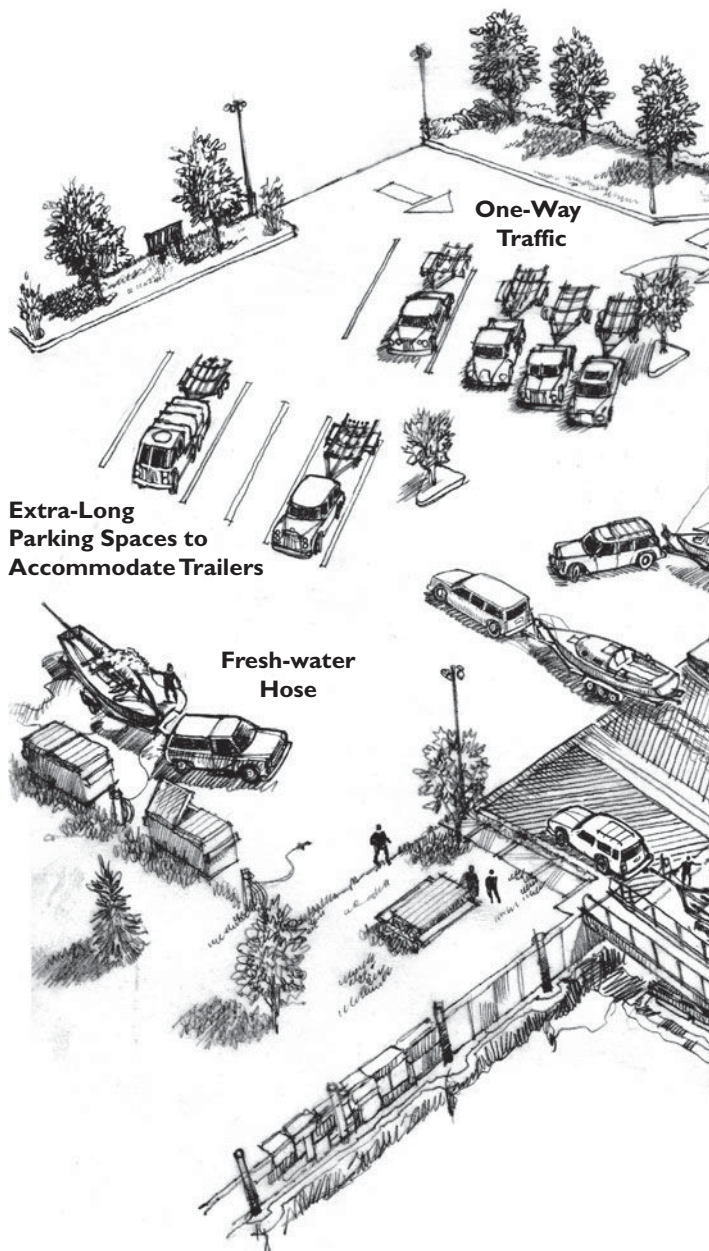 One-Way
Traffic
Extra-Long
Parking Spaces to
Accommodate Trailers
Fresh-water
Hose